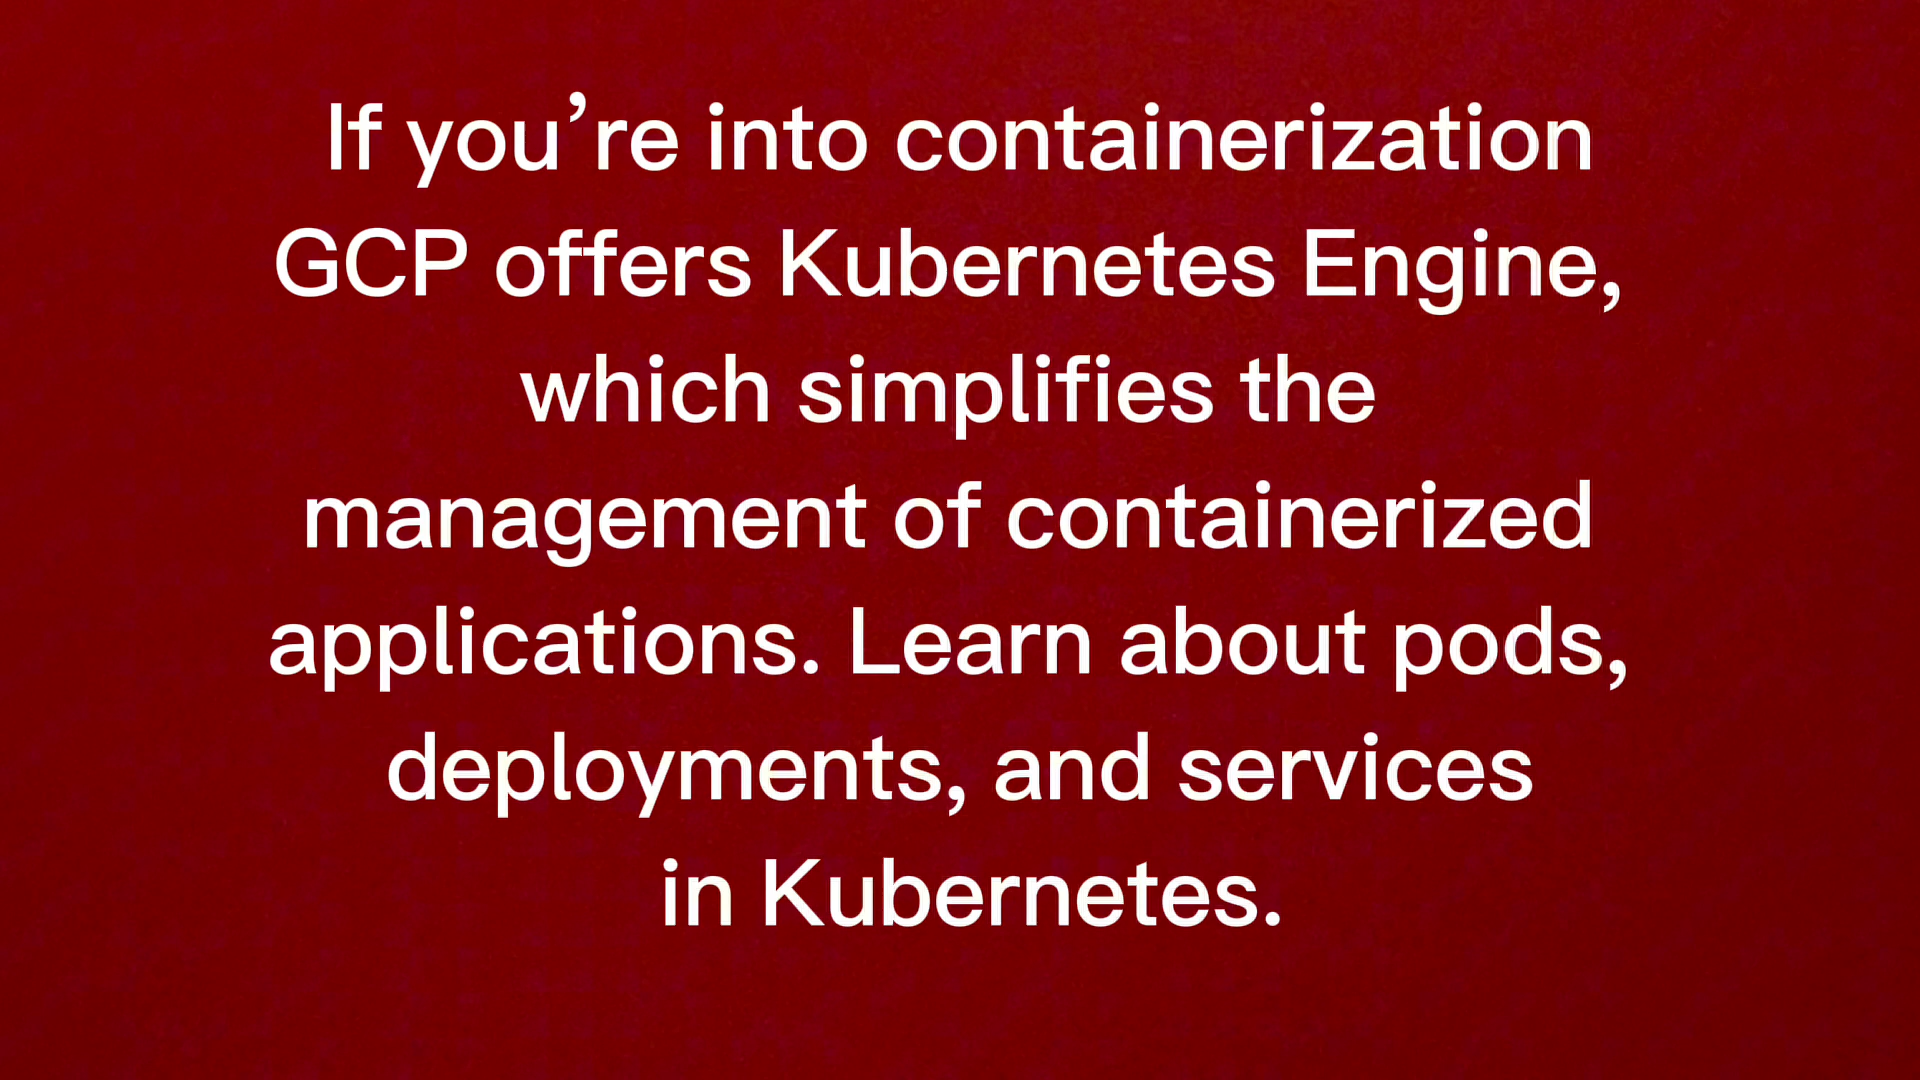 If you’re into containerization
GCP offers Kubernetes Engine,
which simplifies the
management of containerized
applications. Learn about pods,
deployments, and services
in Kubernetes.